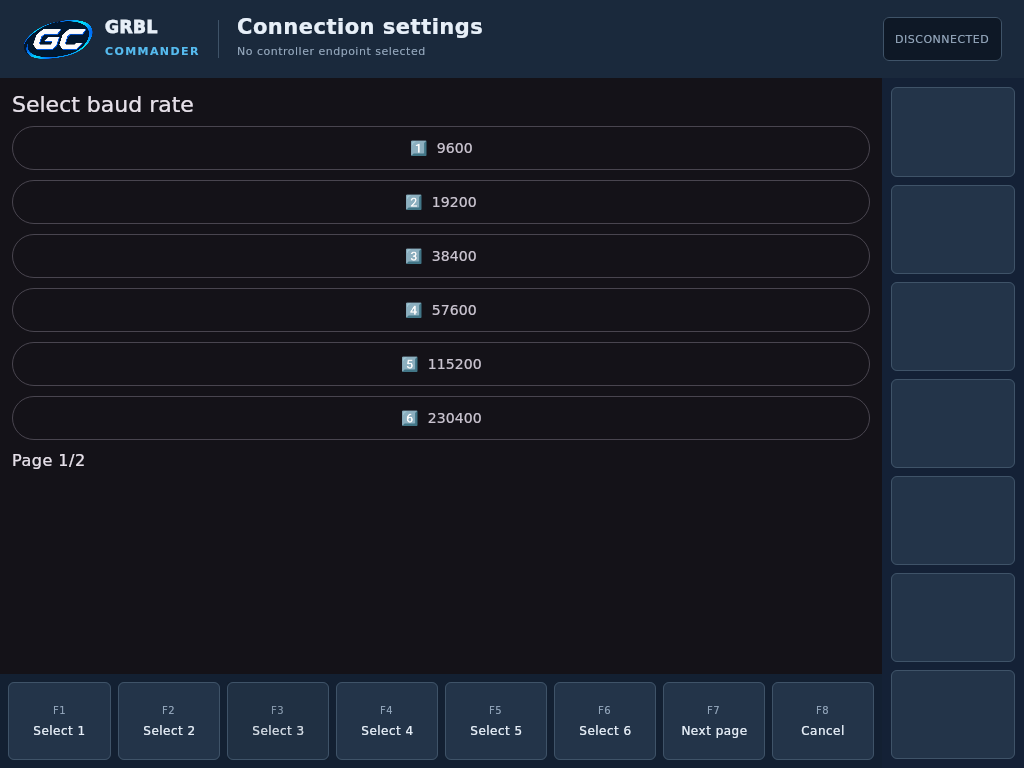 GC
GRBL
COMMANDER
Connection settings
No controller endpoint selected
DISCONNECTED
Select baud rate
1 9600
2 19200
3 38400
4 57600
5 115200
6 230400
Page 1/2
F1
Select 1
F2
Select 2
F3
Select 3
F4
Select 4
F5
Select 5
F6
Select 6
F7
Next page
F8
Cancel